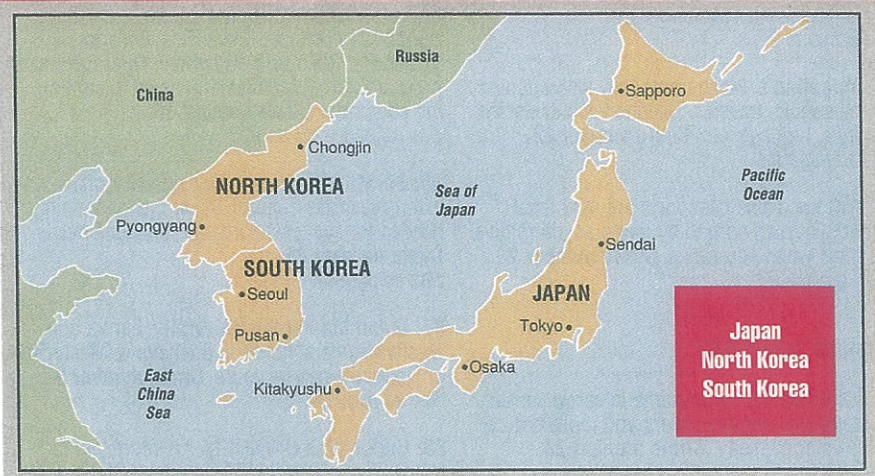 Russia
China
Sapporo
Chongjin
NORTH KOREA
Sea of
Japan
Pacific
Ocean
Pyongyang
Sendai
SOUTH KOREA
Seoul
JAPAN
Tokyo
Pusan
Osaka
Kitakyushu
East
China
Sea
Japan
North Korea
South Korea